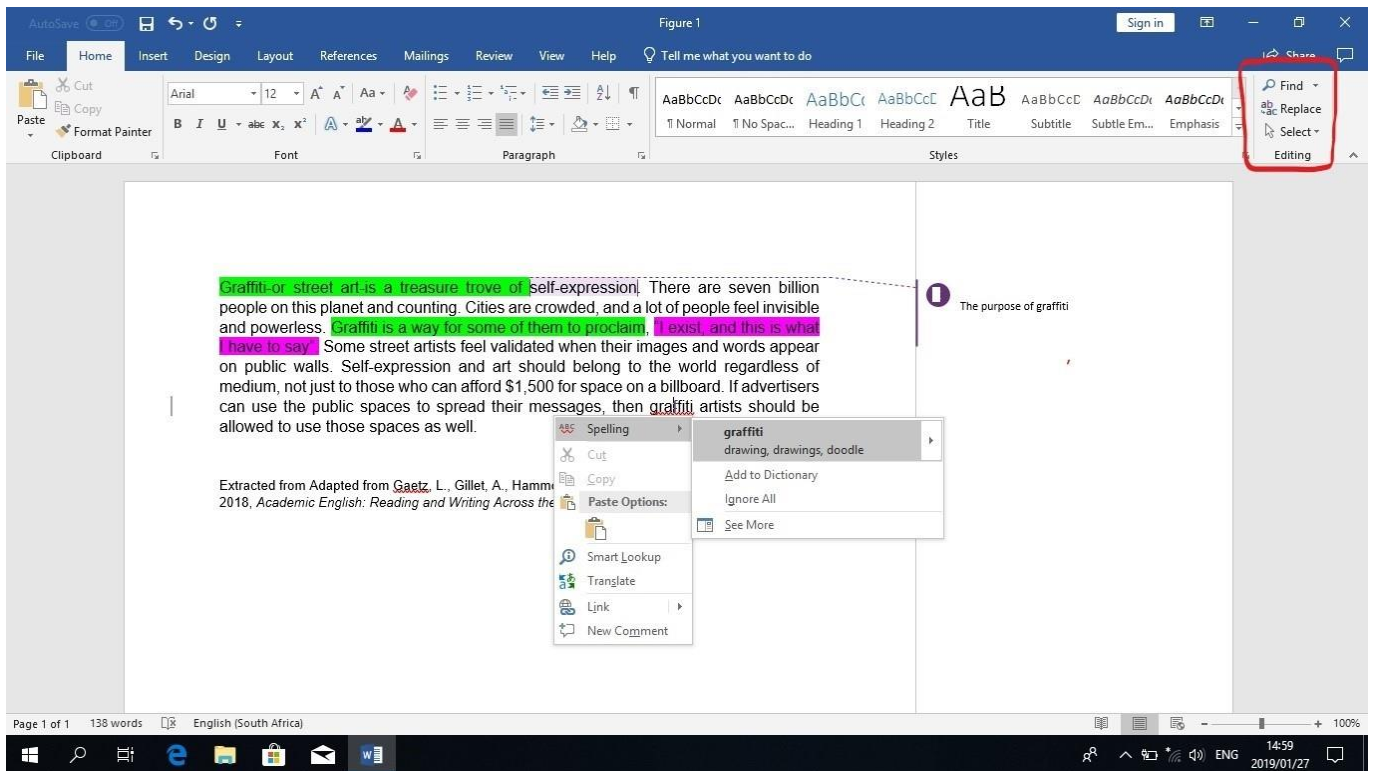 AutoSave Off Figure 1 Sign in
File Home Insert Design Layout References Mailings Review View Help Tell me what you want to do Share
Paste Cut Copy Format Painter
Clipboard
Arial 12 A A Aa
B I U abc X₂ X² A aby A
Font
Paragraph
AaBbCcDc AaBbCcDc AaBbCc AaBbCcE AaB AaBbCcD AaBbCcDc AaBbCcDc
¶ Normal ¶ No Spac... Heading 1 Heading 2 Title Subtitle Subtle Em... Emphasis
Styles
Find
Replace
Select
Editing
Graffiti-or street art-is a treasure trove of self-expression. There are seven billion
people on this planet and counting. Cities are crowded, and a lot of people feel invisible
and powerless. Graffiti is a way for some of them to proclaim, "I exist, and this is what
I have to say". Some street artists feel validated when their images and words appear
on public walls. Self-expression and art should belong to the world regardless of
medium, not just to those who can afford $1,500 for space on a billboard. If advertisers
can use the public spaces to spread their messages, then graffiti artists should be
allowed to use those spaces as well.
The purpose of graffiti
Extracted from Adapted from Gaetz, L., Gillet, A., Hammo
2018, Academic English: Reading and Writing Across the
ABC Spelling
Cut
Copy
Paste Options:
Smart Lookup
Translate
Link
New Comment
graffiti
drawing, drawings, doodle
Add to Dictionary
Ignore All
See More
Page 1 of 1 138 words English (South Africa) 100%
ENG 14:59
2019/01/27